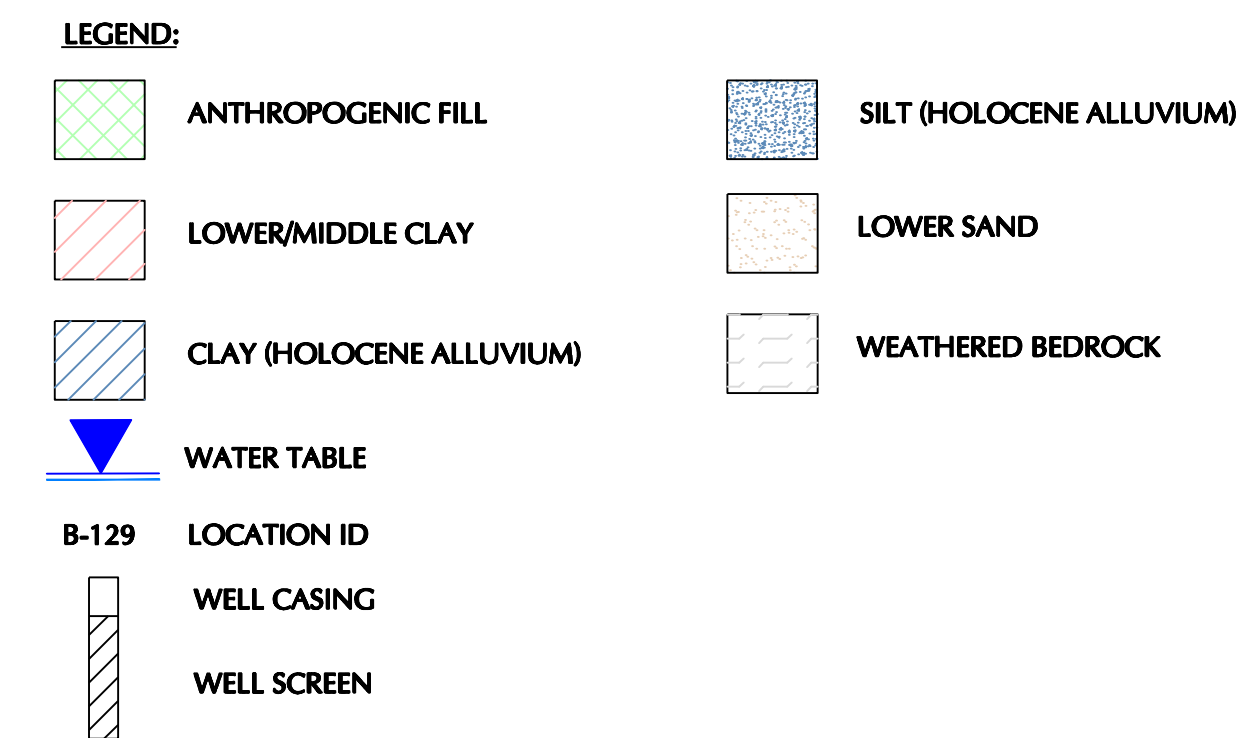 LEGEND:
ANTHROPOGENIC FILL
LOWER/MIDDLE CLAY
CLAY (HOLOCENE ALLUVIUM)
WATER TABLE
B-129 LOCATION ID
WELL CASING
WELL SCREEN
SILT (HOLOCENE ALLUVIUM)
LOWER SAND
WEATHERED BEDROCK